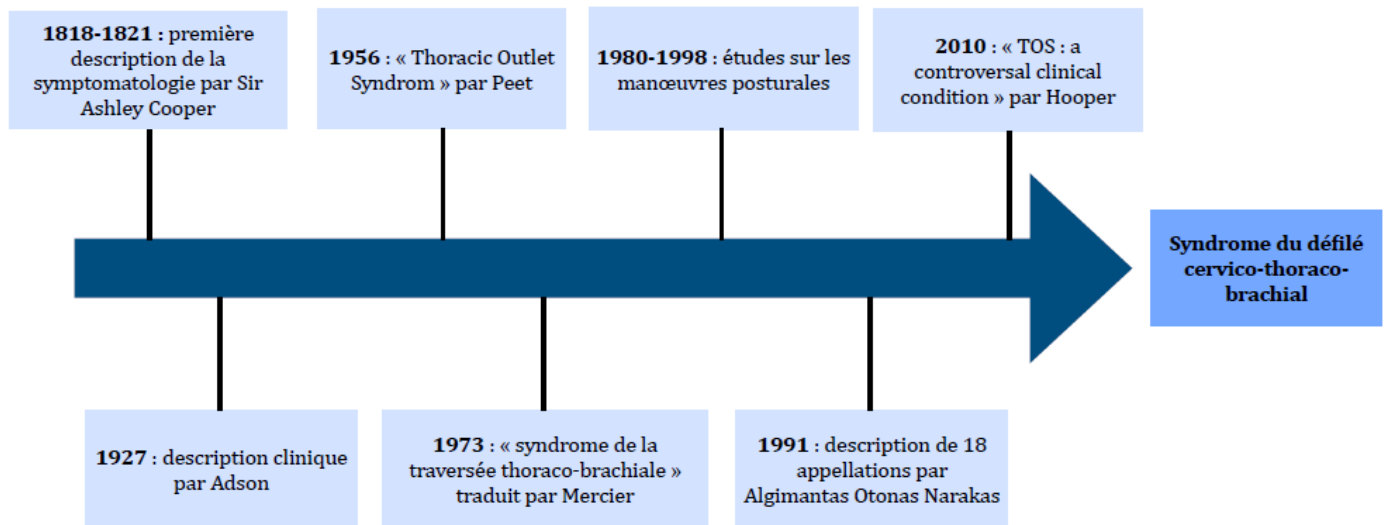 1818-1821 : première
description de la
symptomatologie par Sir
Ashley Cooper
1956 : « Thoracic Outlet
Syndrom » par Peet
1980-1998 : études sur les
manœuvres posturales
2010 : « TOS : a
controversal clinical
condition » par Hooper
Syndrome du défilé
cervico-thoraco-
brachial
1927 : description clinique
par Adson
1973 : « syndrome de la
traversée thoraco-brachiale »
traduit par Mercier
1991 : description de 18
appellations par
Algimantas Otonas Narakas